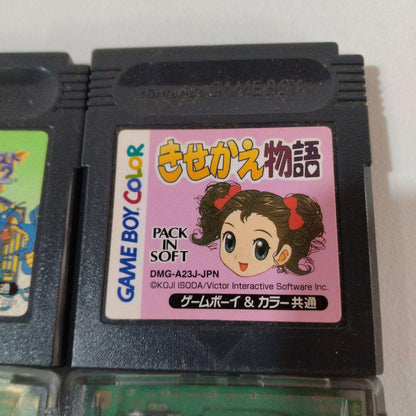 Nintendo GAME BOY
GAME BOY COLOR
きせかえ物語
PACK
IN
SOFT
DMG-A23J-JPN
©KOJI ISODA/Victor Interactive Software Inc.
ゲームボーイ & カラー共通